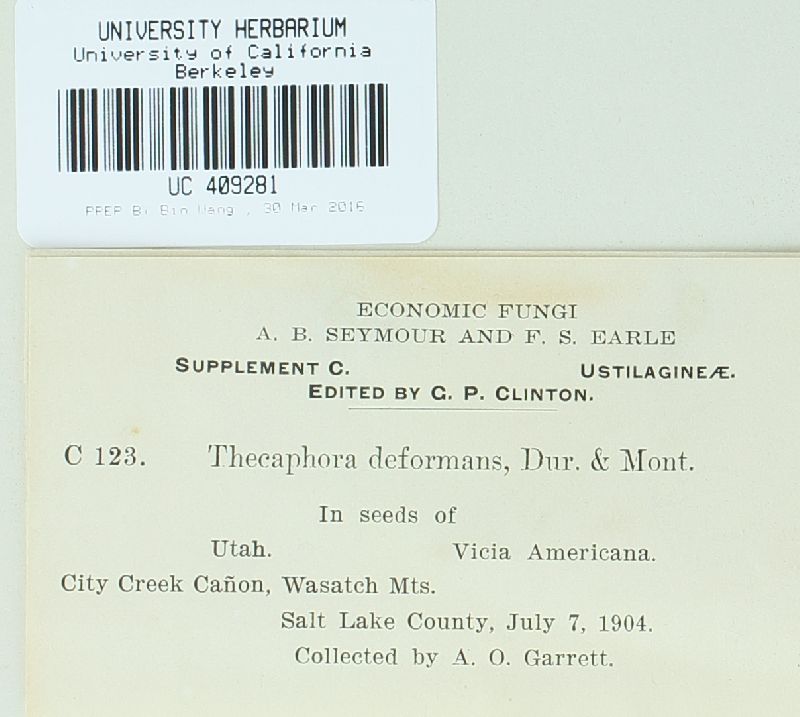 UNIVERSITY HERBARIUM
University of California
Berkeley
UC 409281
PREP By Bin Wang , 30 Mar 2016
ECONOMIC FUNGI
A. B. SEYMOUR AND F. S. EARLE
SUPPLEMENT C. USTILAGINEÆ.
EDITED BY G. P. CLINTON.
C 123. Thecaphora deformans, Dur. & Mont.
In seeds of
Utah. Vicia Americana.
City Creek Cañon, Wasatch Mts.
Salt Lake County, July 7, 1904.
Collected by A. O. Garrett.